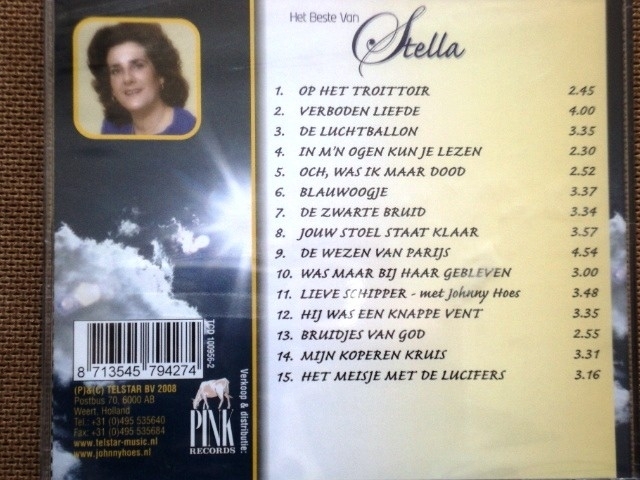 Het Beste Van
Stella
1. OP HET TROITTOIR 2.45
2. VERBODEN LIEFDE 4.00
3. DE LUCHTBALLON 3.35
4. IN M'N OGEN KUN JE LEZEN 2.30
5. OCH, WAS IK MAAR DOOD 2.52
6. BLAUWOOGJE 3.37
7. DE ZWARTE BRUID 3.34
8. JOUW STOEL STAAT KLAAR 3.57
9. DE WEZEN VAN PARIJS 4.54
10. WAS MAAR BIJ HAAR GEBLEVEN 3.00
11. LIEVE SCHIPPER - met Johnny Hoes 3.48
12. HIJ WAS EEN KNAPPE VENT 3.35
13. BRUIDJES VAN GOD 2.55
14. MIJN KOPEREN KRUIS 3.31
15. HET MEISJE MET DE LUCIFERS 3.16
8 713545 794274
TCD 100956-2
(P)&(C) TELSTAR BV 2008
Postbus 70, 6000 AB
Weert, Holland
Tel.: +31 (0)495 535640
Fax: +31 (0)495 535684
www.telstar-music.nl
www.johnnyhoes.nl
PINK
RECORDS
Verkoop & distributie: